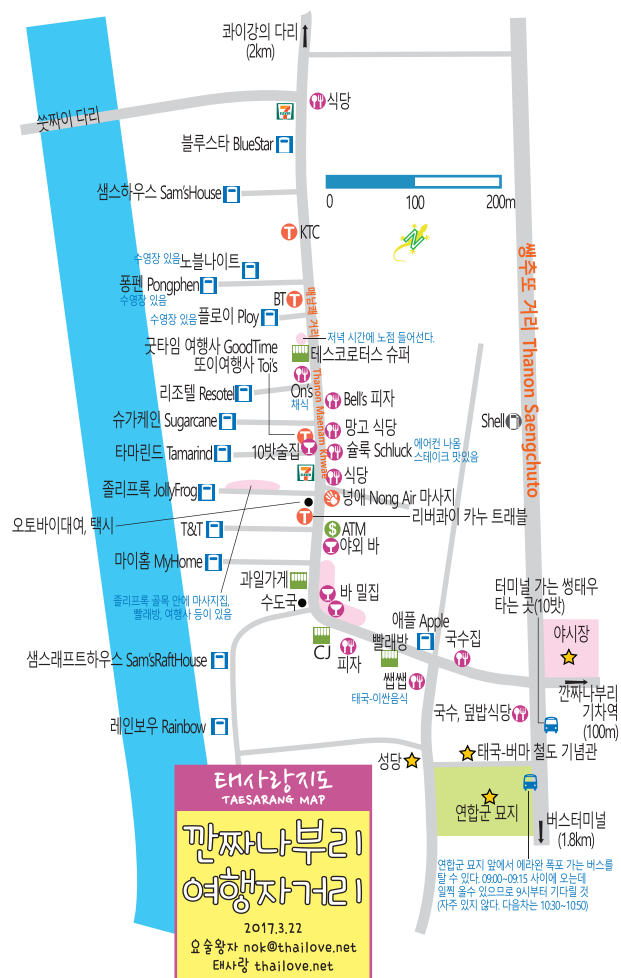 콰이강의 다리
(2km)
식당
7 ELEVEN
쑷짜이 다리
블루스타 BlueStar
샘스하우스 Sam'sHouse
0 100 200m
N
T KTC
수영장 있음 노블나이트
퐁펜 Pongphen
수영장 있음
BT T
수영장 있음 플로이 Ploy
매남쾌 거리 Thanon Maenam Khwae
쌩추또 거리 Thanon Saengchuto
저녁 시간에 노점 들어선다.
굿타임 여행사 GoodTime
또이여행사 Toi's
테스코로터스 슈퍼
On's
채식
리조텔 Resotel
Bell's 피자
슈가케인 Sugarcane
망고 식당
Shell
타마린드 Tamarind
10밧술집
T
슐룩 Schluck
에어컨 나옴
스테이크 맛있음
7 ELEVEN
식당
졸리프록 JollyFrog
넝애 Nong Air 마사지
오토바이대여, 택시
T
리버콰이 카누 트래블
T&T
$ ATM
야외 바
마이홈 MyHome
과일가게
수도국
바 밀집
졸리프록 골목 안에 마사지집,
빨래방, 여행사 등이 있음
터미널 가는 썽태우
타는 곳(10밧)
애플 Apple
빨래방
국수집
야시장
CJ
피자
샘스래프트하우스 Sam'sRaftHouse
쌥쌥
태국-이싼음식
깐짜나부리
기차역
(100m)
국수, 덮밥식당
레인보우 Rainbow
성당
태국-버마 철도 기념관
연합군 묘지
버스터미널
(1.8km)
연합군 묘지 앞에서 에라완 폭포 가는 버스를
탈 수 있다. 09:00~09:15 사이에 오는데
일찍 올수 있으므로 9시부터 기다릴 것
(자주 있지 않다. 다음차는 10:30~10:50)
태사랑지도
TAESARANG MAP
깐짜나부리
여행자거리
2017.3.22
요술왕자 nok@thailove.net
태사랑 thailove.net